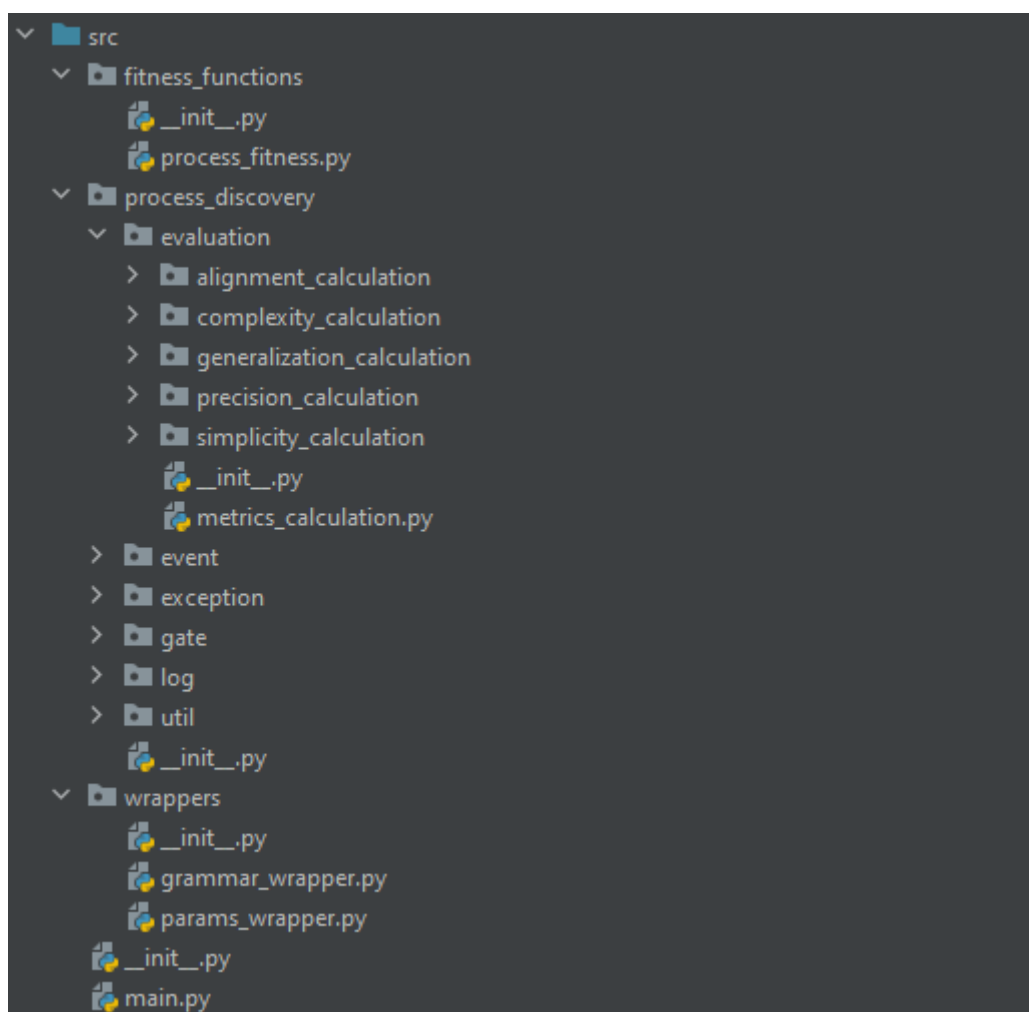 src
fitness_functions
__init__.py
process_fitness.py
process_discovery
evaluation
alignment_calculation
complexity_calculation
generalization_calculation
precision_calculation
simplicity_calculation
__init__.py
metrics_calculation.py
event
exception
gate
log
util
__init__.py
wrappers
__init__.py
grammar_wrapper.py
params_wrapper.py
__init__.py
main.py